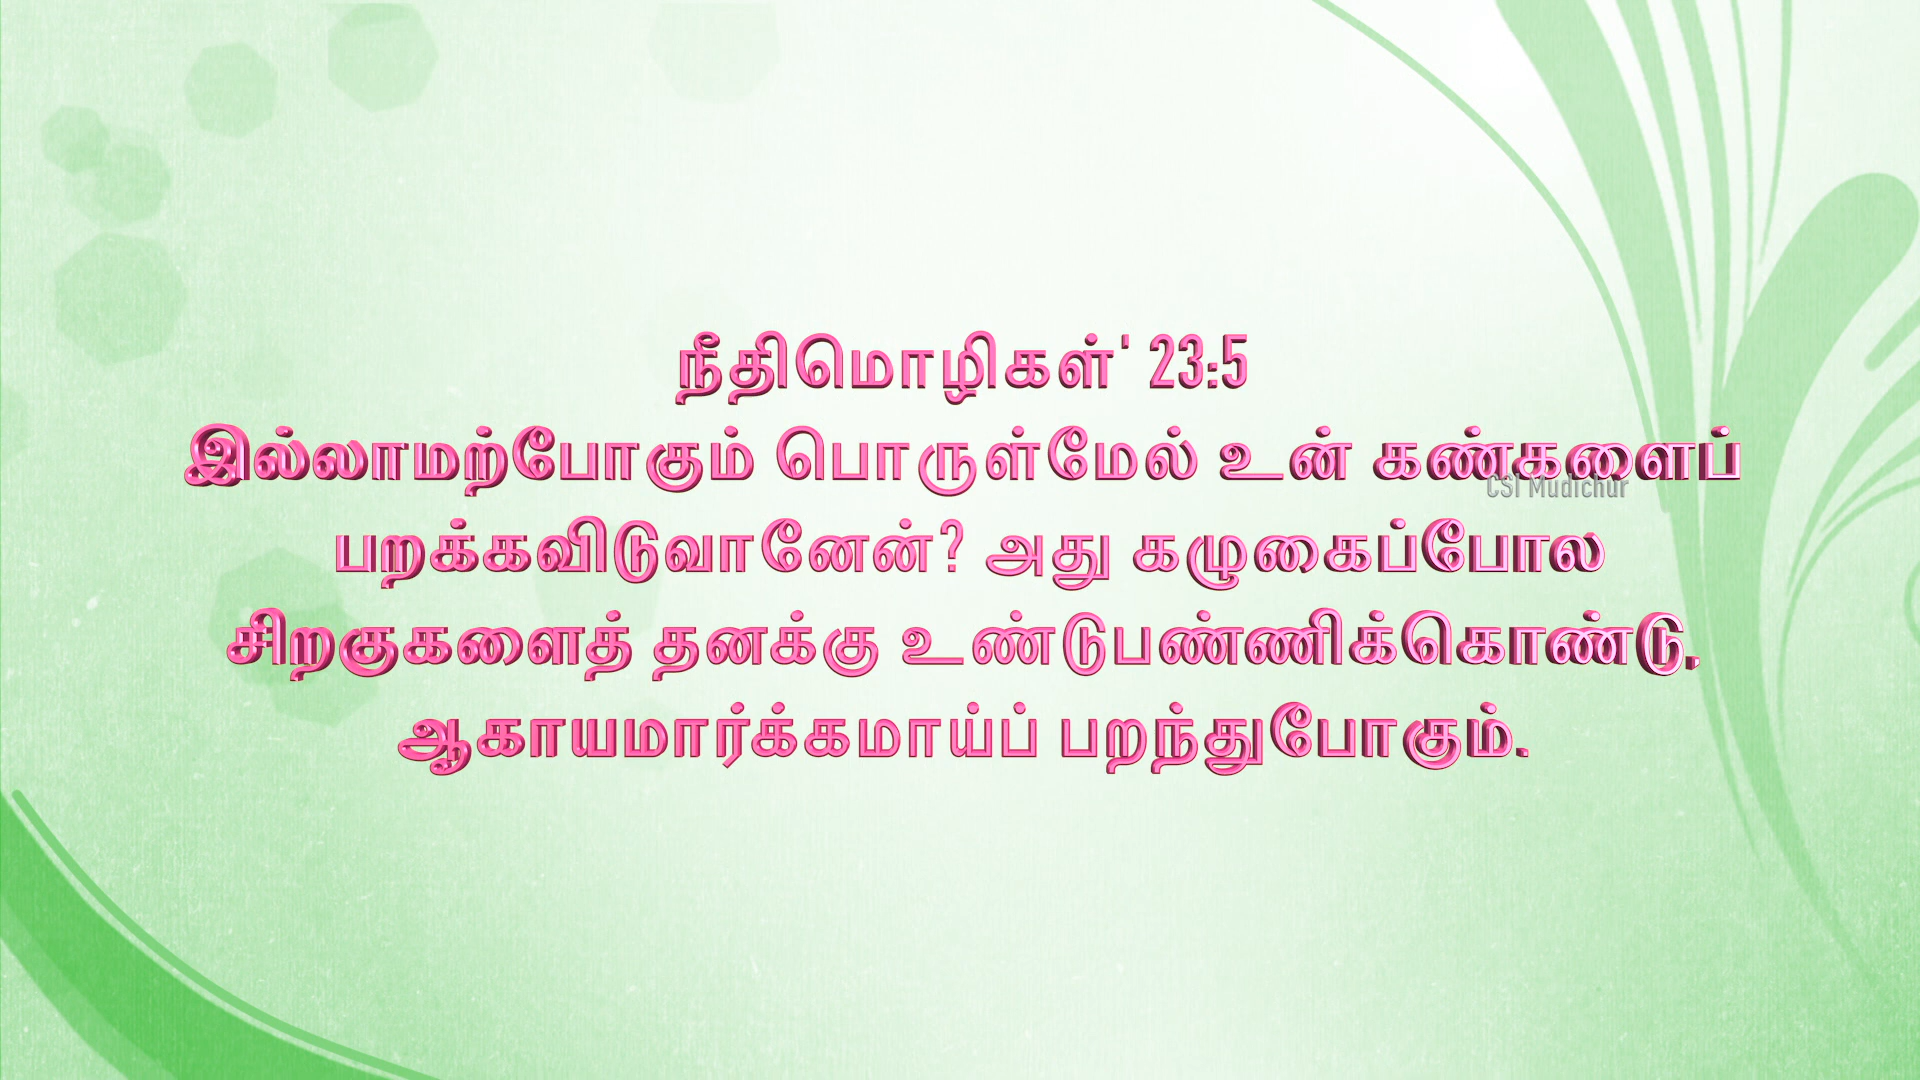 நீதிமொழிகள்' 23:5
இல்லாமற்போகும் பொருள்மேல் உன் கண்களைப்
CSI Mudichur
பறக்கவிடுவானேன்? அது கழுகைப்போல
சிறகுகளைத் தனக்கு உண்டுபண்ணிக்கொண்டு,
ஆகாயமார்க்கமாய்ப் பறந்துபோகும்.